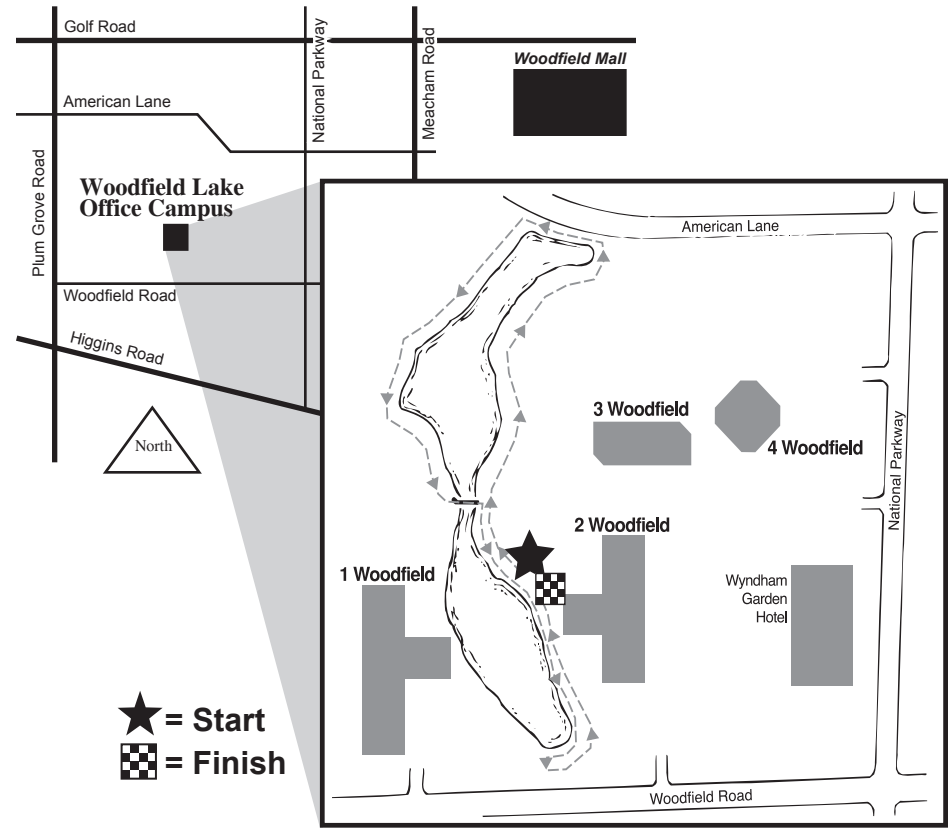 Golf Road
National Parkway
Meacham Road
Woodfield Mall
American Lane
Plum Grove Road
Woodfield Lake
Office Campus
Woodfield Road
Higgins Road
North
American Lane
3 Woodfield
4 Woodfield
National Parkway
2 Woodfield
1 Woodfield
Wyndham
Garden
Hotel
= Start
= Finish
Woodfield Road